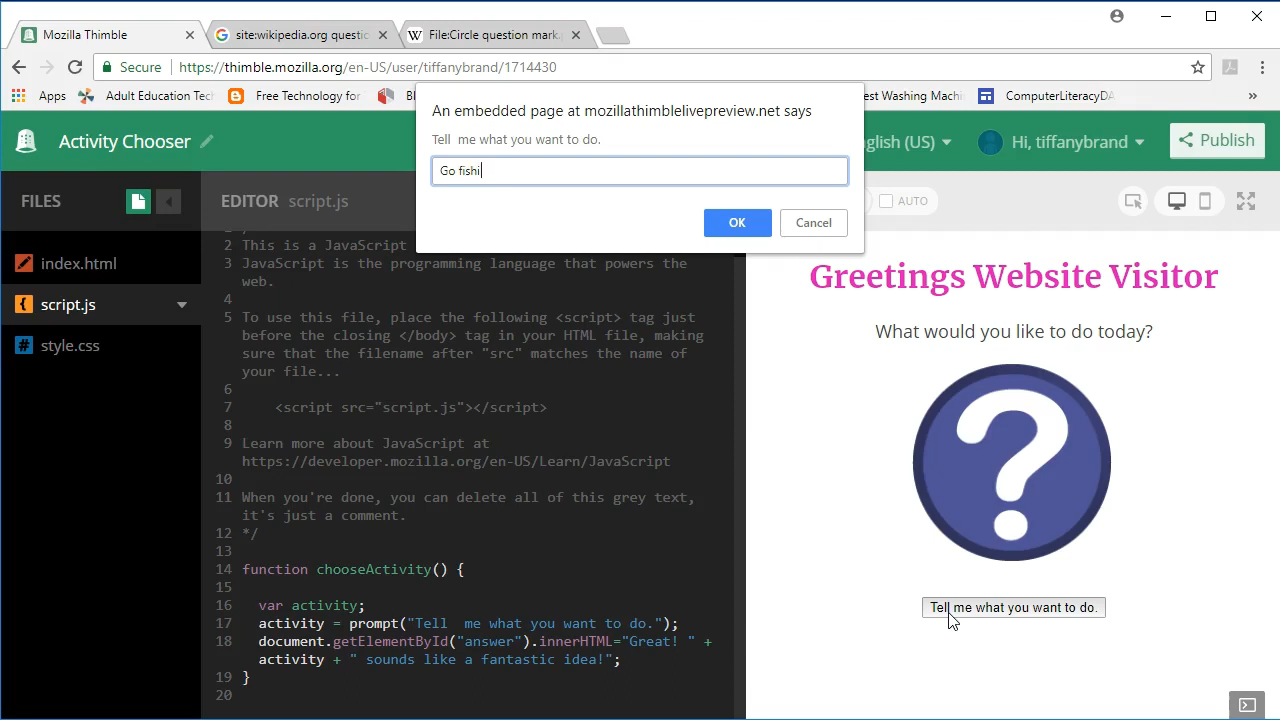 Mozilla Thimble
site:wikipedia.org questic
File:Circle question mark.p
Secure https://thimble.mozilla.org/en-US/user/tiffanybrand/1714430
Apps Adult Education Tec Free Technology for Bl est Washing Machin ComputerLiteracyDA
An embedded page at mozillathimblelivepreview.net says
Tell  me what you want to do.
Go fishi
OK Cancel
Activity Chooser
glish (US) Hi, tiffanybrand Publish
FILES
EDITOR script.js
AUTO
index.html
script.js
style.css
2 This is a JavaScript
3 JavaScript is the programming language that powers the
web.
4
5 To use this file, place the following <script> tag just
before the closing </body> tag in your HTML file, making
sure that the filename after "src" matches the name of
your file...
6
7 <script src="script.js"></script>
8
9 Learn more about JavaScript at
https://developer.mozilla.org/en-US/Learn/JavaScript
10
11 When you're done, you can delete all of this grey text,
it's just a comment.
12 */
13
14 function chooseActivity() {
15
16 var activity;
17 activity = prompt("Tell  me what you want to do.");
18 document.getElementById("answer").innerHTML="Great! " +
activity + " sounds like a fantastic idea!";
19 }
20
Greetings Website Visitor
What would you like to do today?
?
Tell me what you want to do.